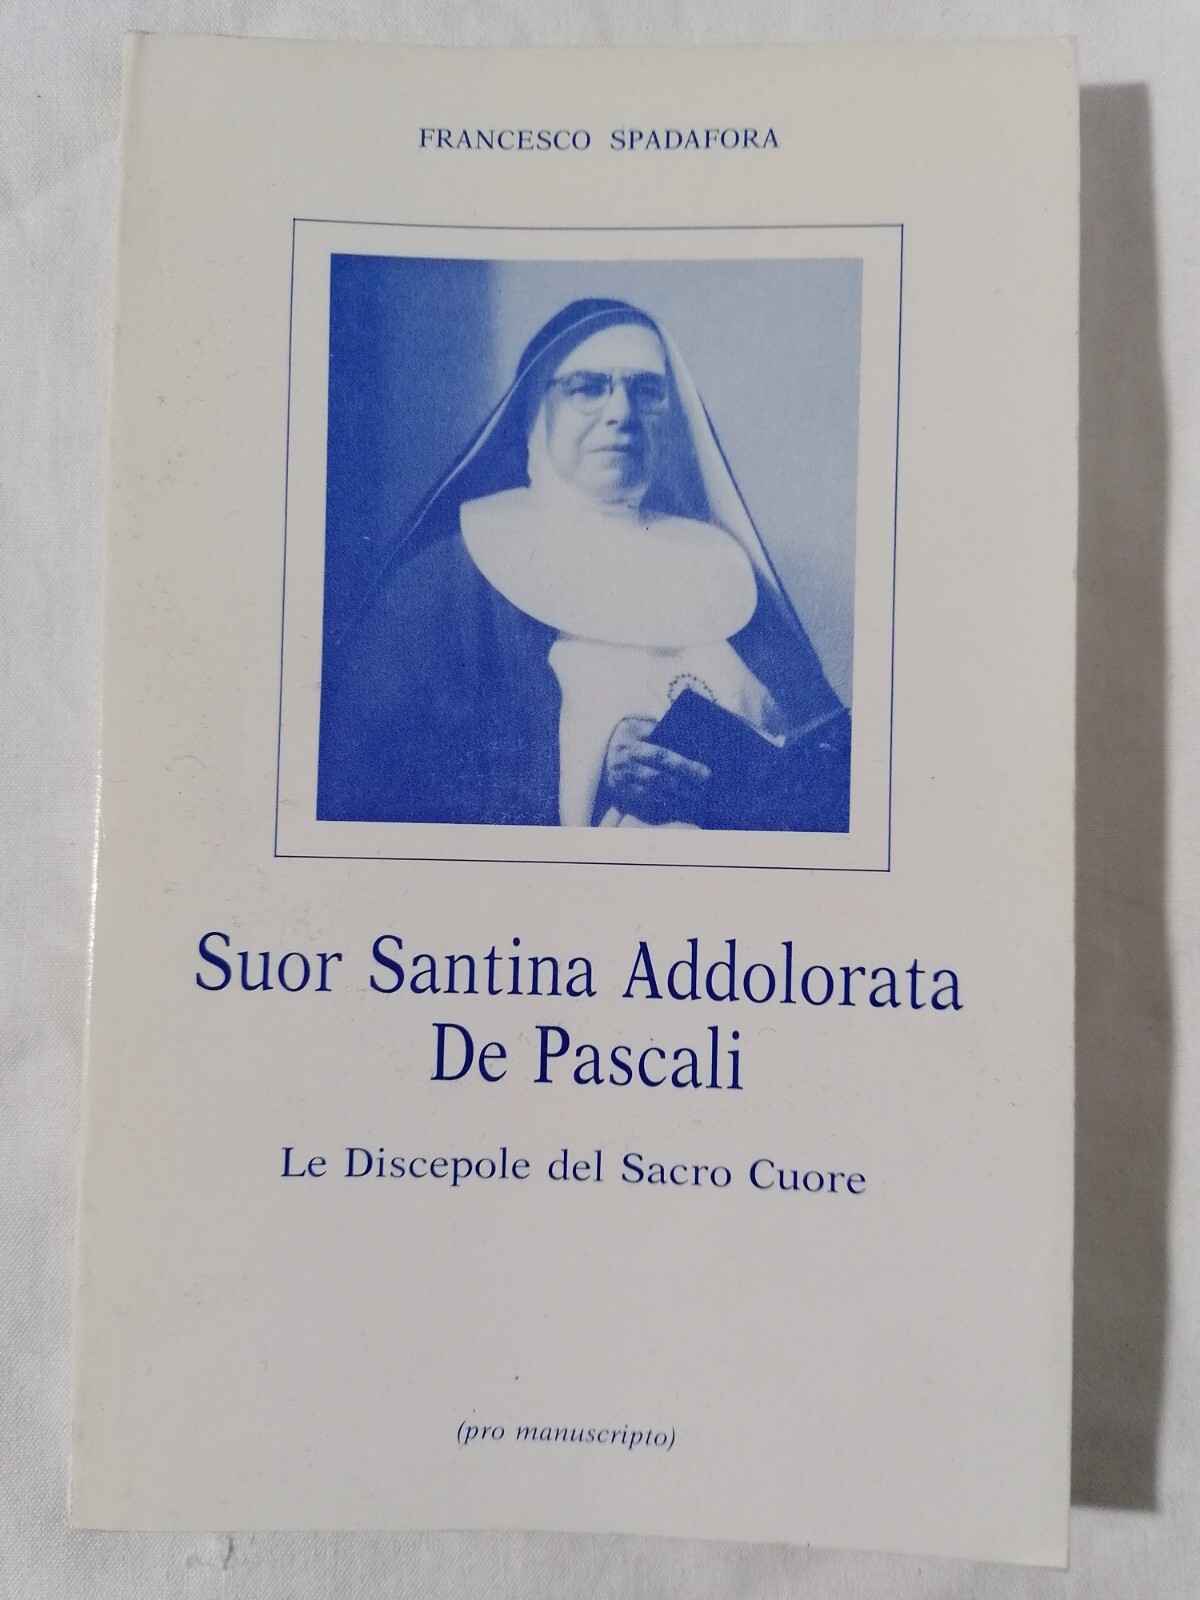 FRANCESCO SPADAFORA
Suor Santina Addolorata
De Pascali
Le Discepole del Sacro Cuore
(pro manuscripto)